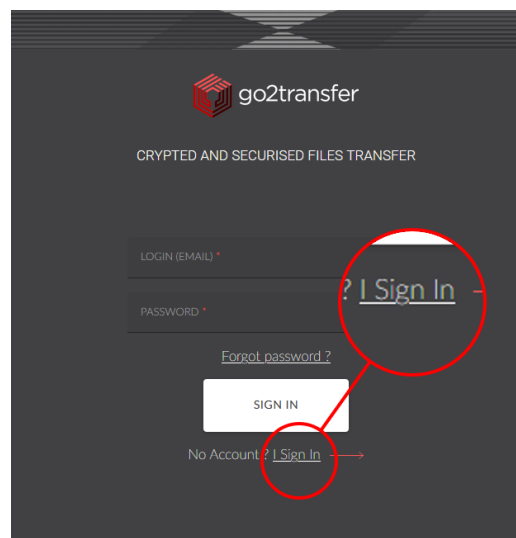 go2transfer
CRYPTED AND SECURISED FILES TRANSFER
LOGIN (EMAIL) *
PASSWORD *
? I Sign In
Forgot password ?
SIGN IN
No Account ? I Sign In